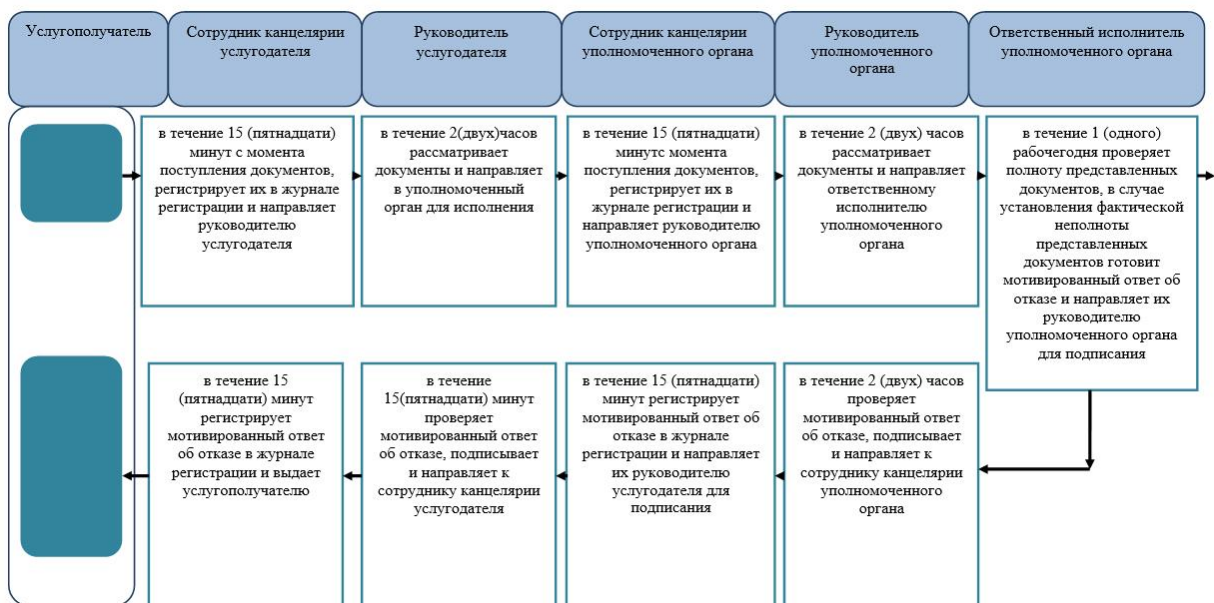 Услугополучатель
Сотрудник канцелярии
услугодателя
Руководитель
услугодателя
Сотрудник канцелярии
уполномоченного органа
Руководитель
уполномоченного
органа
Ответственный исполнитель
уполномоченного органа
в течение 15 (пятнадцати)
минут с момента
поступления документов,
регистрирует их в журнале
регистрации и направляет
руководителю
услугодателя
в течение 2(двух)часов
рассматривает
документы и направляет
в уполномоченный
орган для исполнения
в течение 15 (пятнадцати)
минутс момента
поступления документов,
регистрирует их в
журнале регистрации и
направляет руководителю
уполномоченного органа
в течение 2 (двух) часов
рассматривает
документы и направляет
ответственному
исполнителю
уполномоченного
органа
в течение 1 (одного)
рабочегодня проверяет
полноту представленных
документов, в случае
установления фактической
неполноты
представленных
документов готовит
мотивированный ответ об
отказе и направляет их
руководителю
уполномоченного органа
для подписания
в течение 15
(пятнадцати) минут
регистрирует
мотивированный ответ
об отказе в журнале
регистрации и выдает
услугополучателю
в течение
15(пятнадцати) минут
проверяет
мотивированный ответ
об отказе, подписывает
и направляет к
сотруднику канцелярии
услугодателя
в течение 15 (пятнадцати)
минут регистрирует
мотивированный ответ об
отказе в журнале
регистрации и направляет
их руководителю
услугодателя для
подписания
в течение 2 (двух) часов
проверяет
мотивированный ответ
об отказе, подписывает
и направляет к
сотруднику канцелярии
уполномоченного
органа